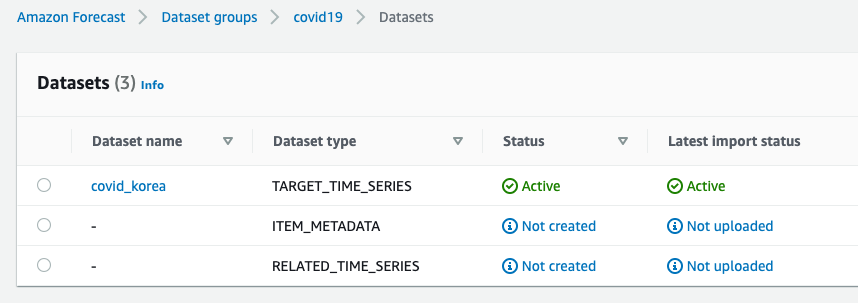 Amazon Forecast > Dataset groups > covid19 > Datasets
Datasets (3) Info
Dataset name Dataset type Status Latest import status
covid_korea TARGET_TIME_SERIES Active Active
- ITEM_METADATA Not created Not uploaded
- RELATED_TIME_SERIES Not created Not uploaded